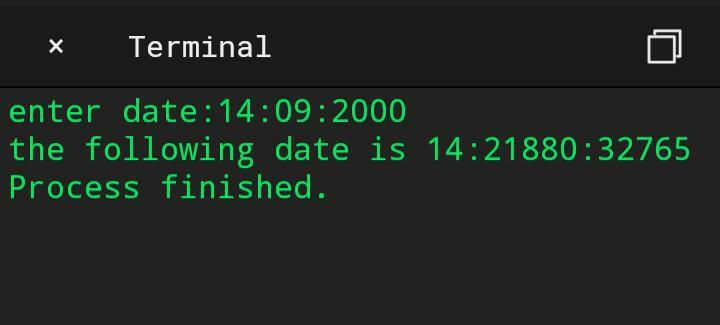 × Terminal
enter date:14:09:2000
the following date is 14:21880:32765
Process finished.